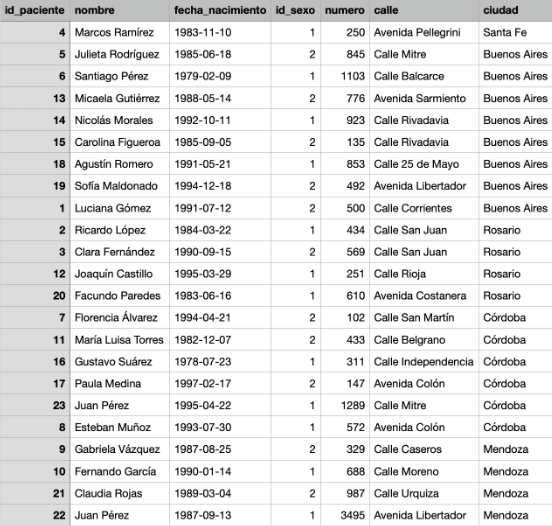 id_paciente nombre fecha_nacimiento id_sexo numero calle ciudad
4 Marcos Ramírez 1983-11-10 1 250 Avenida Pellegrini Santa Fe
5 Julieta Rodríguez 1985-06-18 2 845 Calle Mitre Buenos Aires
6 Santiago Pérez 1979-02-09 1 1103 Calle Balcarce Buenos Aires
13 Micaela Gutiérrez 1988-05-14 2 776 Avenida Sarmiento Buenos Aires
14 Nicolás Morales 1992-10-11 1 923 Calle Rivadavia Buenos Aires
15 Carolina Figueroa 1985-09-05 2 135 Calle Rivadavia Buenos Aires
18 Agustín Romero 1991-05-21 1 853 Calle 25 de Mayo Buenos Aires
19 Sofía Maldonado 1994-12-18 2 492 Avenida Libertador Buenos Aires
1 Luciana Gómez 1991-07-12 2 500 Calle Corrientes Buenos Aires
2 Ricardo López 1984-03-22 1 434 Calle San Juan Rosario
3 Clara Fernández 1990-09-15 2 569 Calle San Juan Rosario
12 Joaquín Castillo 1995-03-29 1 251 Calle Rioja Rosario
20 Facundo Paredes 1983-06-16 1 610 Avenida Costanera Rosario
7 Florencia Álvarez 1994-04-21 2 102 Calle San Martín Córdoba
11 María Luisa Torres 1982-12-07 2 433 Calle Belgrano Córdoba
16 Gustavo Suárez 1978-07-23 1 311 Calle Independencia Córdoba
17 Paula Medina 1997-02-17 2 147 Avenida Colón Córdoba
23 Juan Pérez 1995-04-22 1 1289 Calle Mitre Córdoba
8 Esteban Muñoz 1993-07-30 1 572 Avenida Colón Córdoba
9 Gabriela Vázquez 1987-08-25 2 329 Calle Caseros Mendoza
10 Fernando García 1990-01-14 1 688 Calle Moreno Mendoza
21 Claudia Rojas 1989-03-04 2 987 Calle Urquiza Mendoza
22 Juan Pérez 1987-09-13 1 3495 Avenida Libertador Mendoza